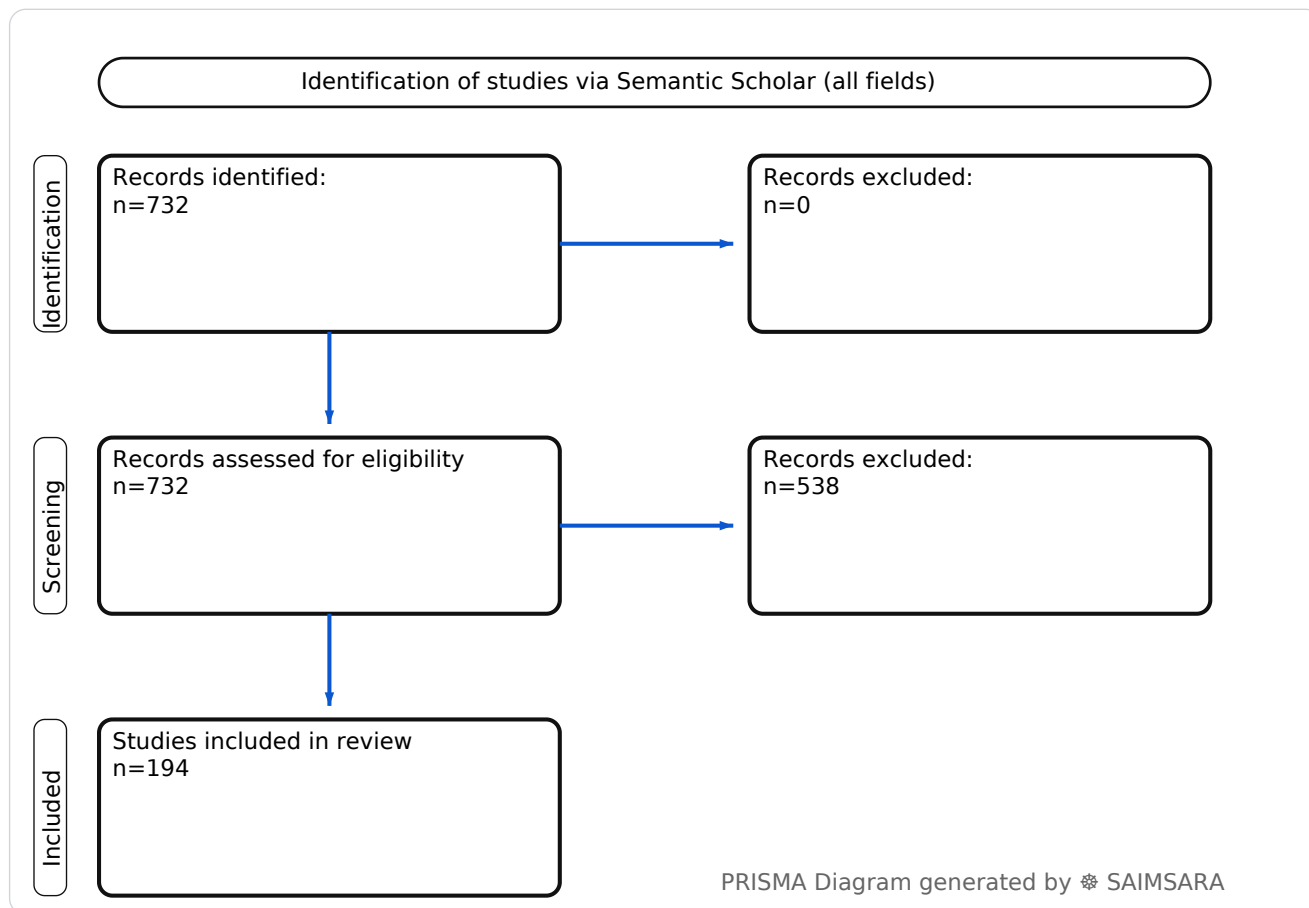 Identification of studies via Semantic Scholar (all fields)
Identification
Records identified:
n=732
Records excluded:
n=0
Screening
Records assessed for eligibility
n=732
Records excluded:
n=538
Included
Studies included in review
n=194
PRISMA Diagram generated by ☸ SAIMSARA